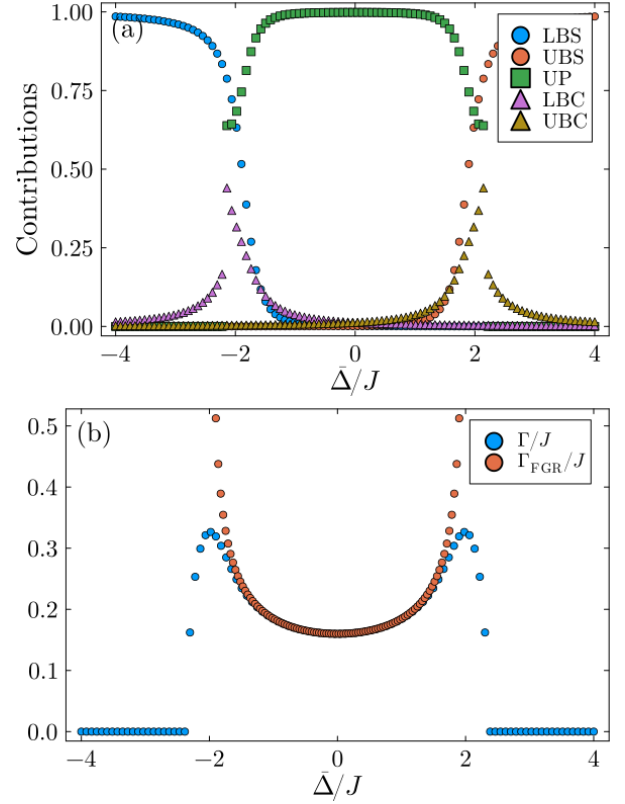 (a)
1.00
0.75
0.50
0.25
0.00
Contributions
LBS
UBS
UP
LBC
UBC
−4 −2 0 2 4
Δ̄/J
(b)
0.5
0.4
0.3
0.2
0.1
0.0
Γ/J
Γ_FGR/J
−4 −2 0 2 4
Δ̄/J